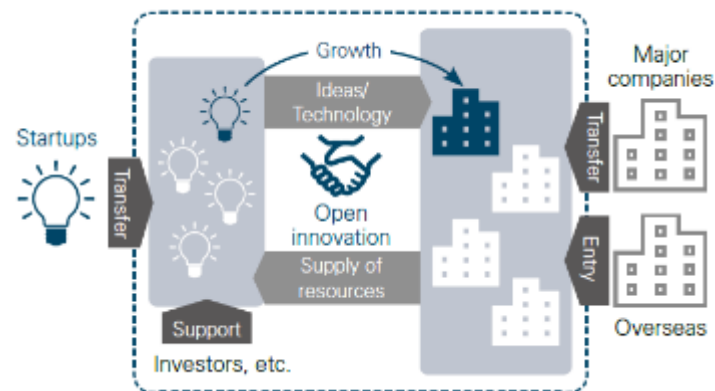 Growth
Major
companies
Ideas/
Technology
Startups
Transfer
Transfer
Open
innovation
Supply of
resources
Entry
Support
Investors, etc.
Overseas